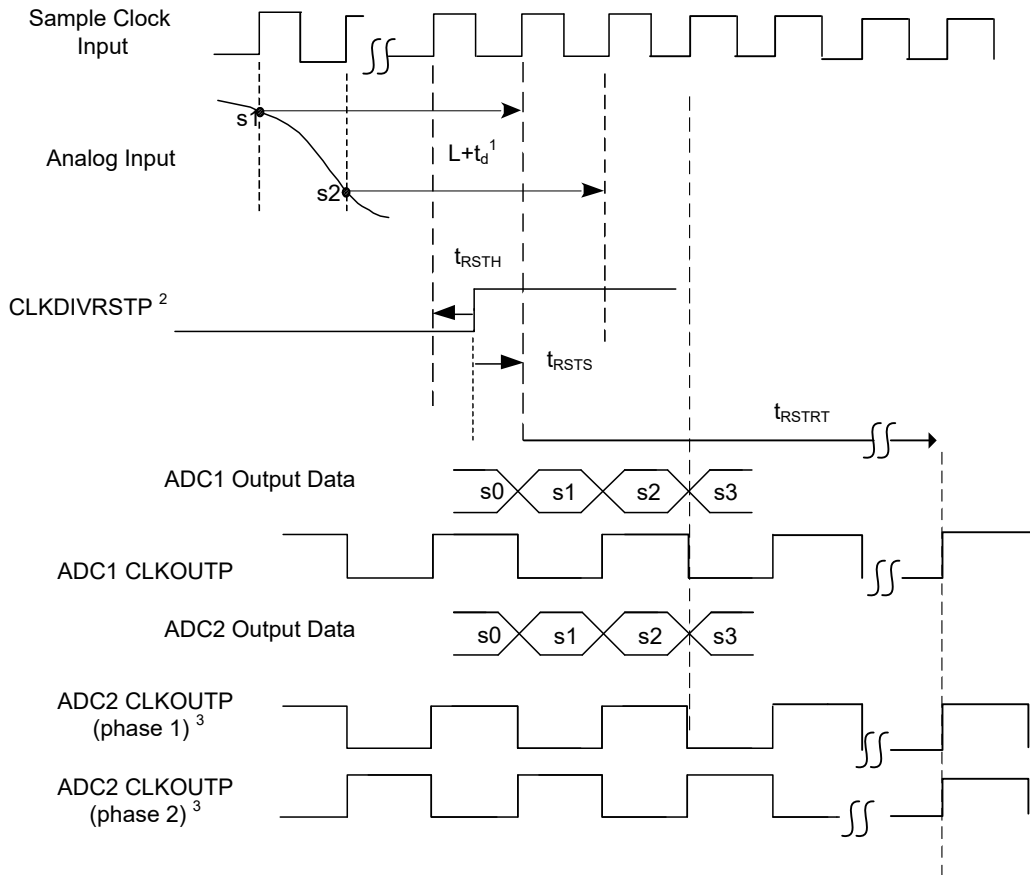 Sample Clock
Input
s1
Analog Input
L+td1
s2
tRSTH
CLKDIVRSTP 2
tRSTS
tRSTRT
ADC1 Output Data
s0 s1 s2 s3
ADC1 CLKOUTP
ADC2 Output Data
s0 s1 s2 s3
ADC2 CLKOUTP
(phase 1) 3
ADC2 CLKOUTP
(phase 2) 3